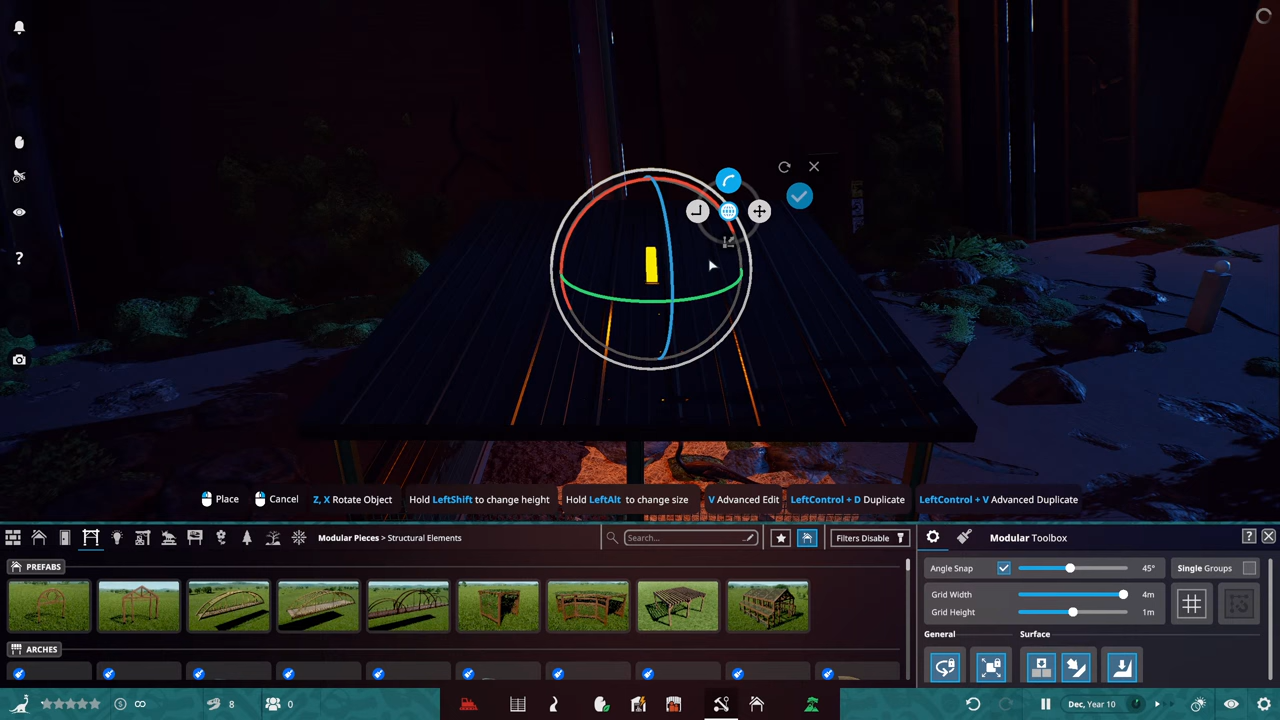 Place
Cancel
Z, X Rotate Object
Hold LeftShift to change height
Hold LeftAlt to change size
V Advanced Edit
LeftControl + D Duplicate
LeftControl + V Advanced Duplicate
Modular Pieces > Structural Elements
Search...
Filters Disable
Modular Toolbox
?
PREFABS
Angle Snap
45°
Single Groups
Grid Width
4m
Grid Height
1m
General
Surface
ARCHES
8
0
Dec, Year 10